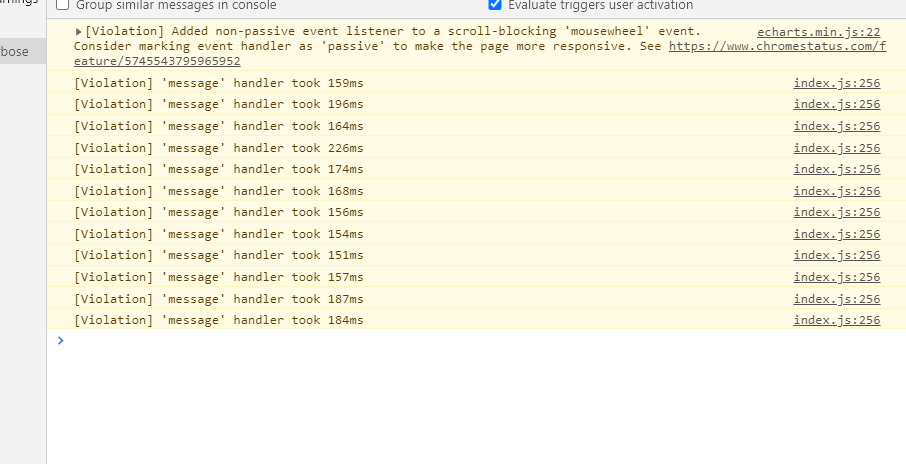 Group similar messages in console
Evaluate triggers user activation
[Violation] Added non-passive event listener to a scroll-blocking 'mousewheel' event. echarts.min.js:22
Consider marking event handler as 'passive' to make the page more responsive. See https://www.chromestatus.com/f
eature/5745543795965952
[Violation] 'message' handler took 159ms index.js:256
[Violation] 'message' handler took 196ms index.js:256
[Violation] 'message' handler took 164ms index.js:256
[Violation] 'message' handler took 226ms index.js:256
[Violation] 'message' handler took 174ms index.js:256
[Violation] 'message' handler took 168ms index.js:256
[Violation] 'message' handler took 156ms index.js:256
[Violation] 'message' handler took 154ms index.js:256
[Violation] 'message' handler took 151ms index.js:256
[Violation] 'message' handler took 157ms index.js:256
[Violation] 'message' handler took 187ms index.js:256
[Violation] 'message' handler took 184ms index.js:256